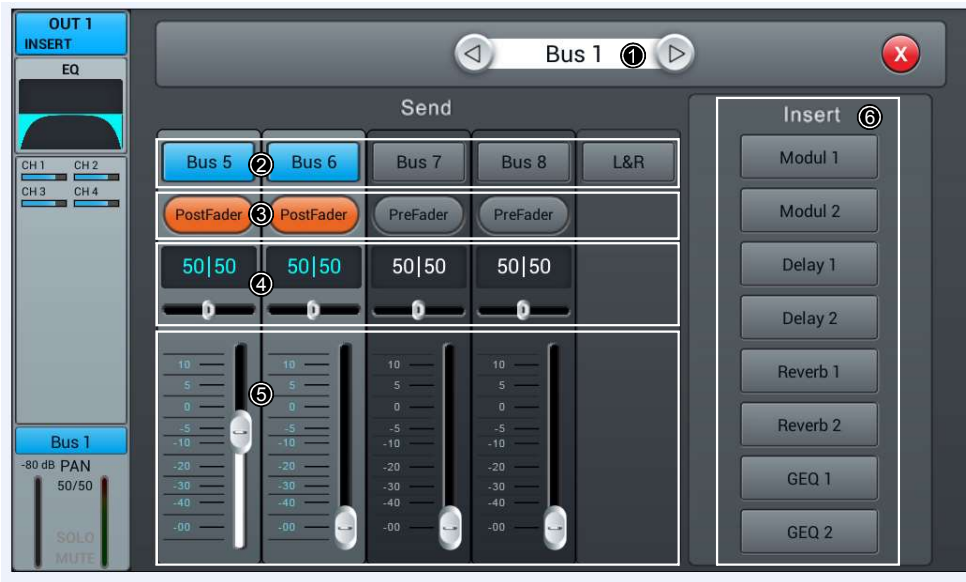 OUT 1
INSERT
EQ
CH 1 CH 2
CH 3 CH 4
Bus 1
-80 dB PAN
50/50
SOLO
MUTE
Bus 1 ①
X
Send
Bus 5 ② Bus 6 Bus 7 Bus 8 L&R
PostFader ③ PostFader PreFader PreFader
50|50 ④ 50|50 50|50 50|50
⑤
10 10 10 10
5 5 5 5
0 0 0 0
-5 -5 -5 -5
-10 -10 -10 -10
-20 -20 -20 -20
-30 -30 -30 -30
-40 -40 -40 -40
-00 -00 -00 -00
Insert ⑥
Modul 1
Modul 2
Delay 1
Delay 2
Reverb 1
Reverb 2
GEQ 1
GEQ 2